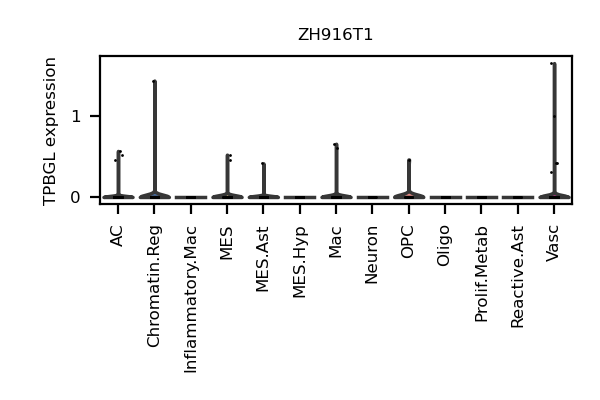 ZH916T1
TPBGL expression
1
0
AC
Chromatin.Reg
Inflammatory.Mac
MES
MES.Ast
MES.Hyp
Mac
Neuron
OPC
Oligo
Prolif.Metab
Reactive.Ast
Vasc